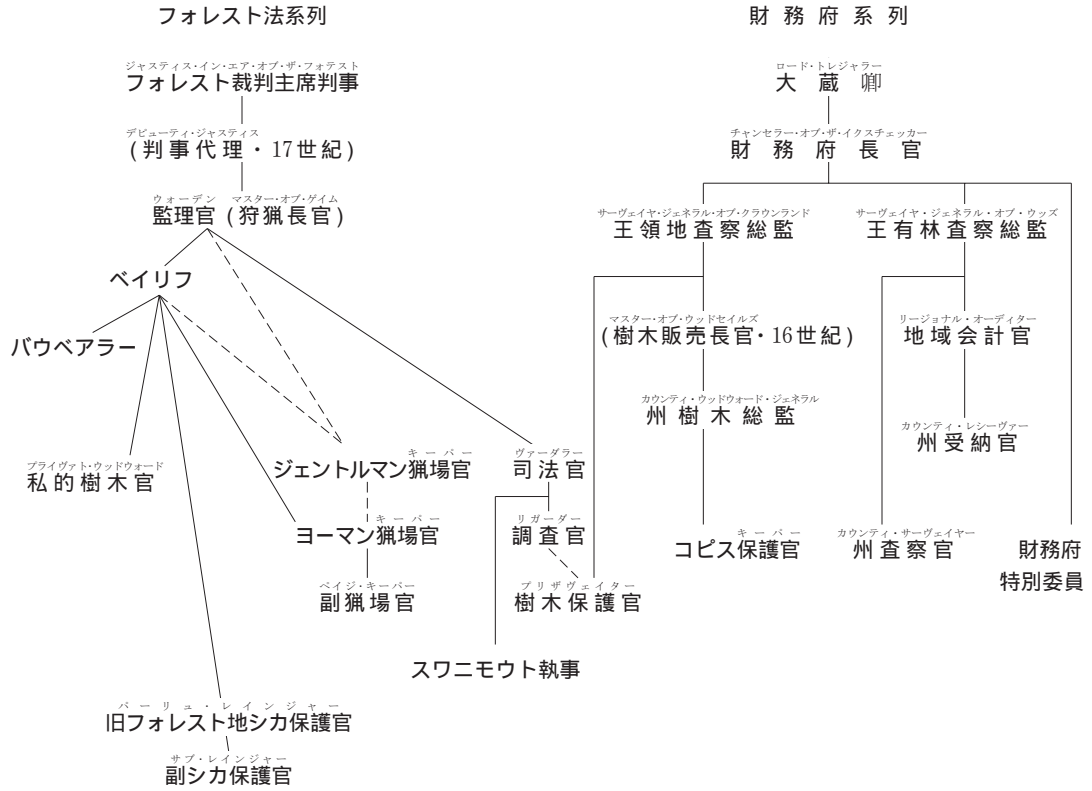 フォレスト法系列
ジャスティス・イン・エア・オブ・ザ・フォテスト
フォレスト裁判主席判事
デピューティ・ジャスティス
(判事代理・17世紀)
ウォーデン マスター・オブ・ゲイム
監理官(狩猟長官)
ベイリフ
バウベアラー
プライヴァト・ウッドウォード
私的樹木官
キーパー
ジェントルマン猟場官
ヴァーダラー
司法官
キーパー
ヨーマン猟場官
リガーダー
調査官
ペイジ・キーパー
副猟場官
プリザヴェイター
樹木保護官
スワニモウト執事
パーリュ・レインジャー
旧フォレスト地シカ保護官
サブ・レインジャー
副シカ保護官
財務府系列
ロード・トレジャラー
大蔵卿
チャンセラー・オブ・ザ・イクスチェッカー
財務府長官
サーヴェイヤ・ジェネラル・オブ・クラウンランド
王領地査察総監
サーヴェイヤ・ジェネラル・オブ・ウッズ
王有林査察総監
マスター・オブ・ウッドセイルズ
(樹木販売長官・16世紀)
リージョナル・オーディター
地域会計官
カウンティ・ウッドウォード・ジェネラル
州樹木総監
カウンティ・レシーヴァー
州受納官
キーパー
コピス保護官
カウンティ・サーヴェイヤー
州査察官
財務府
特別委員